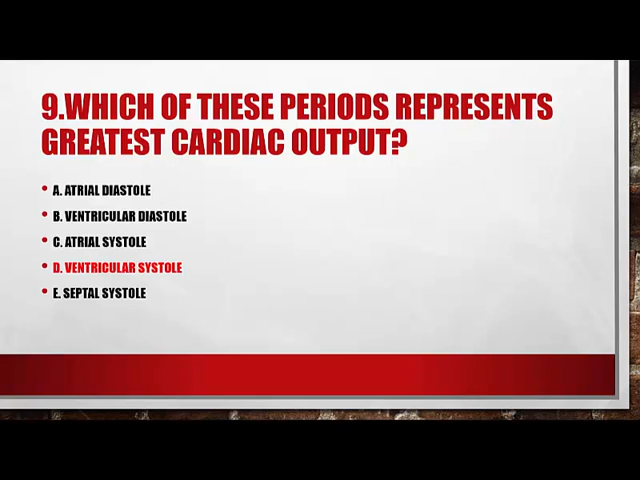 9.WHICH OF THESE PERIODS REPRESENTS
GREATEST CARDIAC OUTPUT?
• A. ATRIAL DIASTOLE
• B. VENTRICULAR DIASTOLE
• C. ATRIAL SYSTOLE
• D. VENTRICULAR SYSTOLE
• E. SEPTAL SYSTOLE